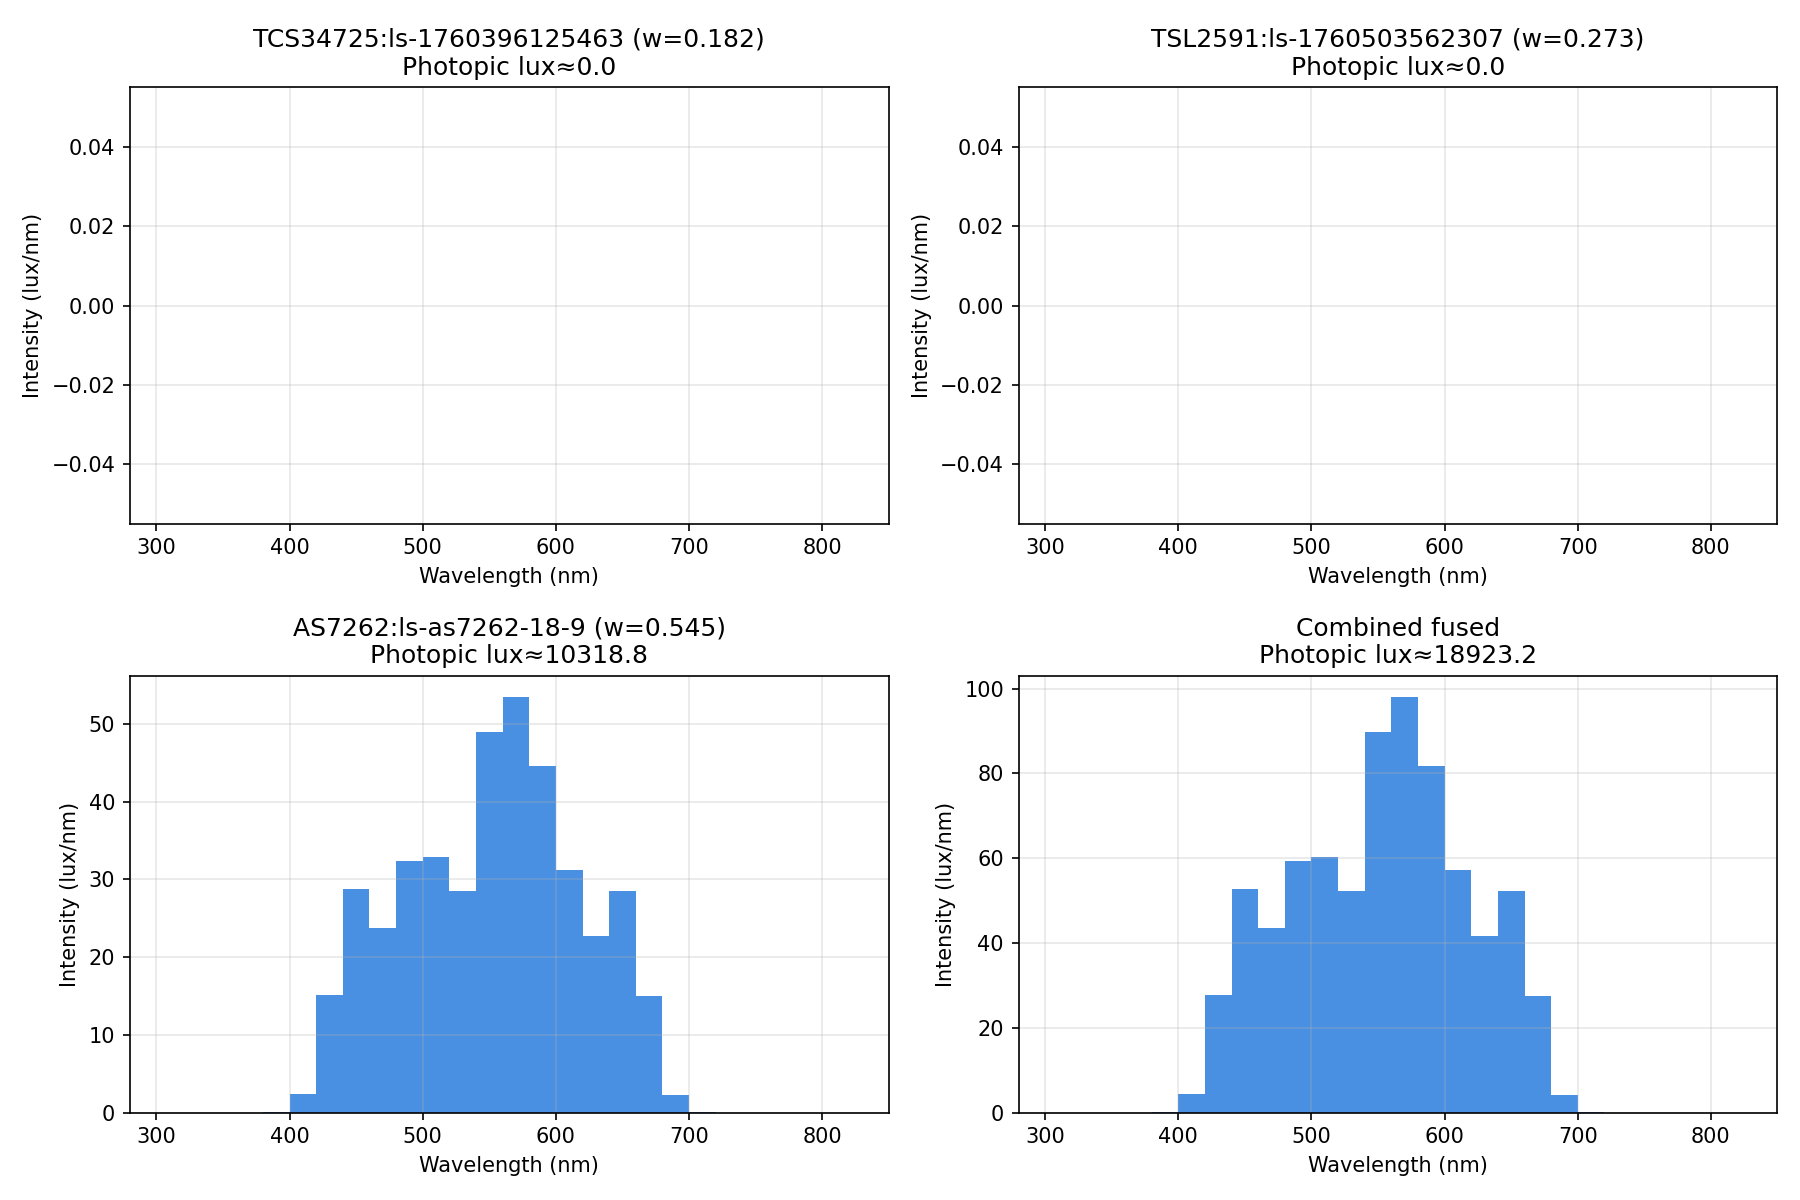 TCS34725:ls-1760396125463 (w=0.182)
Photopic lux≈0.0
0.04
0.02
0.00
−0.02
−0.04
Intensity (lux/nm)
300 400 500 600 700 800
Wavelength (nm)
TSL2591:ls-1760503562307 (w=0.273)
Photopic lux≈0.0
0.04
0.02
0.00
−0.02
−0.04
Intensity (lux/nm)
300 400 500 600 700 800
Wavelength (nm)
AS7262:ls-as7262-18-9 (w=0.545)
Photopic lux≈10318.8
50
40
30
20
10
0
Intensity (lux/nm)
300 400 500 600 700 800
Wavelength (nm)
Combined fused
Photopic lux≈18923.2
100
80
60
40
20
0
Intensity (lux/nm)
300 400 500 600 700 800
Wavelength (nm)